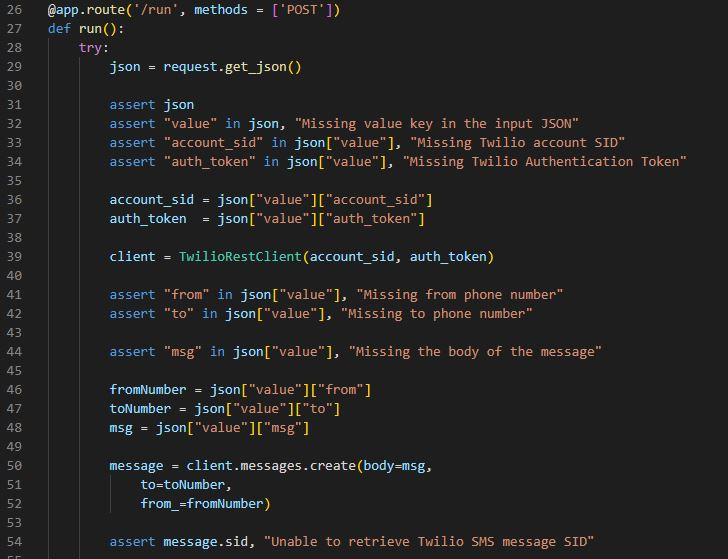 26 @app.route('/run', methods = ['POST'])
27 def run():
28     try:
29         json = request.get_json()
30
31         assert json
32         assert "value" in json, "Missing value key in the input JSON"
33         assert "account_sid" in json["value"], "Missing Twilio account SID"
34         assert "auth_token" in json["value"], "Missing Twilio Authentication Token"
35
36         account_sid = json["value"]["account_sid"]
37         auth_token  = json["value"]["auth_token"]
38
39         client = TwilioRestClient(account_sid, auth_token)
40
41         assert "from" in json["value"], "Missing from phone number"
42         assert "to" in json["value"], "Missing to phone number"
43
44         assert "msg" in json["value"], "Missing the body of the message"
45
46         fromNumber = json["value"]["from"]
47         toNumber = json["value"]["to"]
48         msg = json["value"]["msg"]
49
50         message = client.messages.create(body=msg,
51             to=toNumber,
52             from_=fromNumber)
53
54         assert message.sid, "Unable to retrieve Twilio SMS message SID"